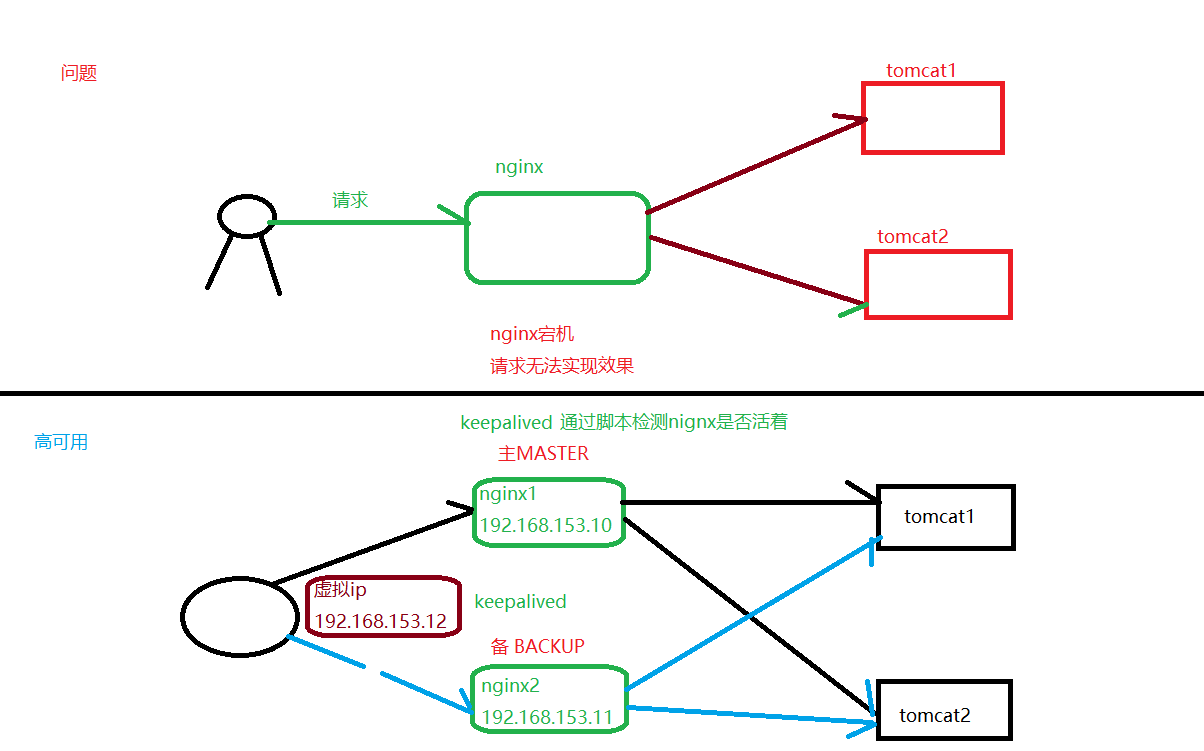 问题
tomcat1
nginx
请求
tomcat2
nginx宕机
请求无法实现效果
高可用
keepalived 通过脚本检测nignx是否活着
主MASTER
nginx1
192.168.153.10
tomcat1
虚拟ip
192.168.153.12
keepalived
备 BACKUP
nginx2
192.168.153.11
tomcat2